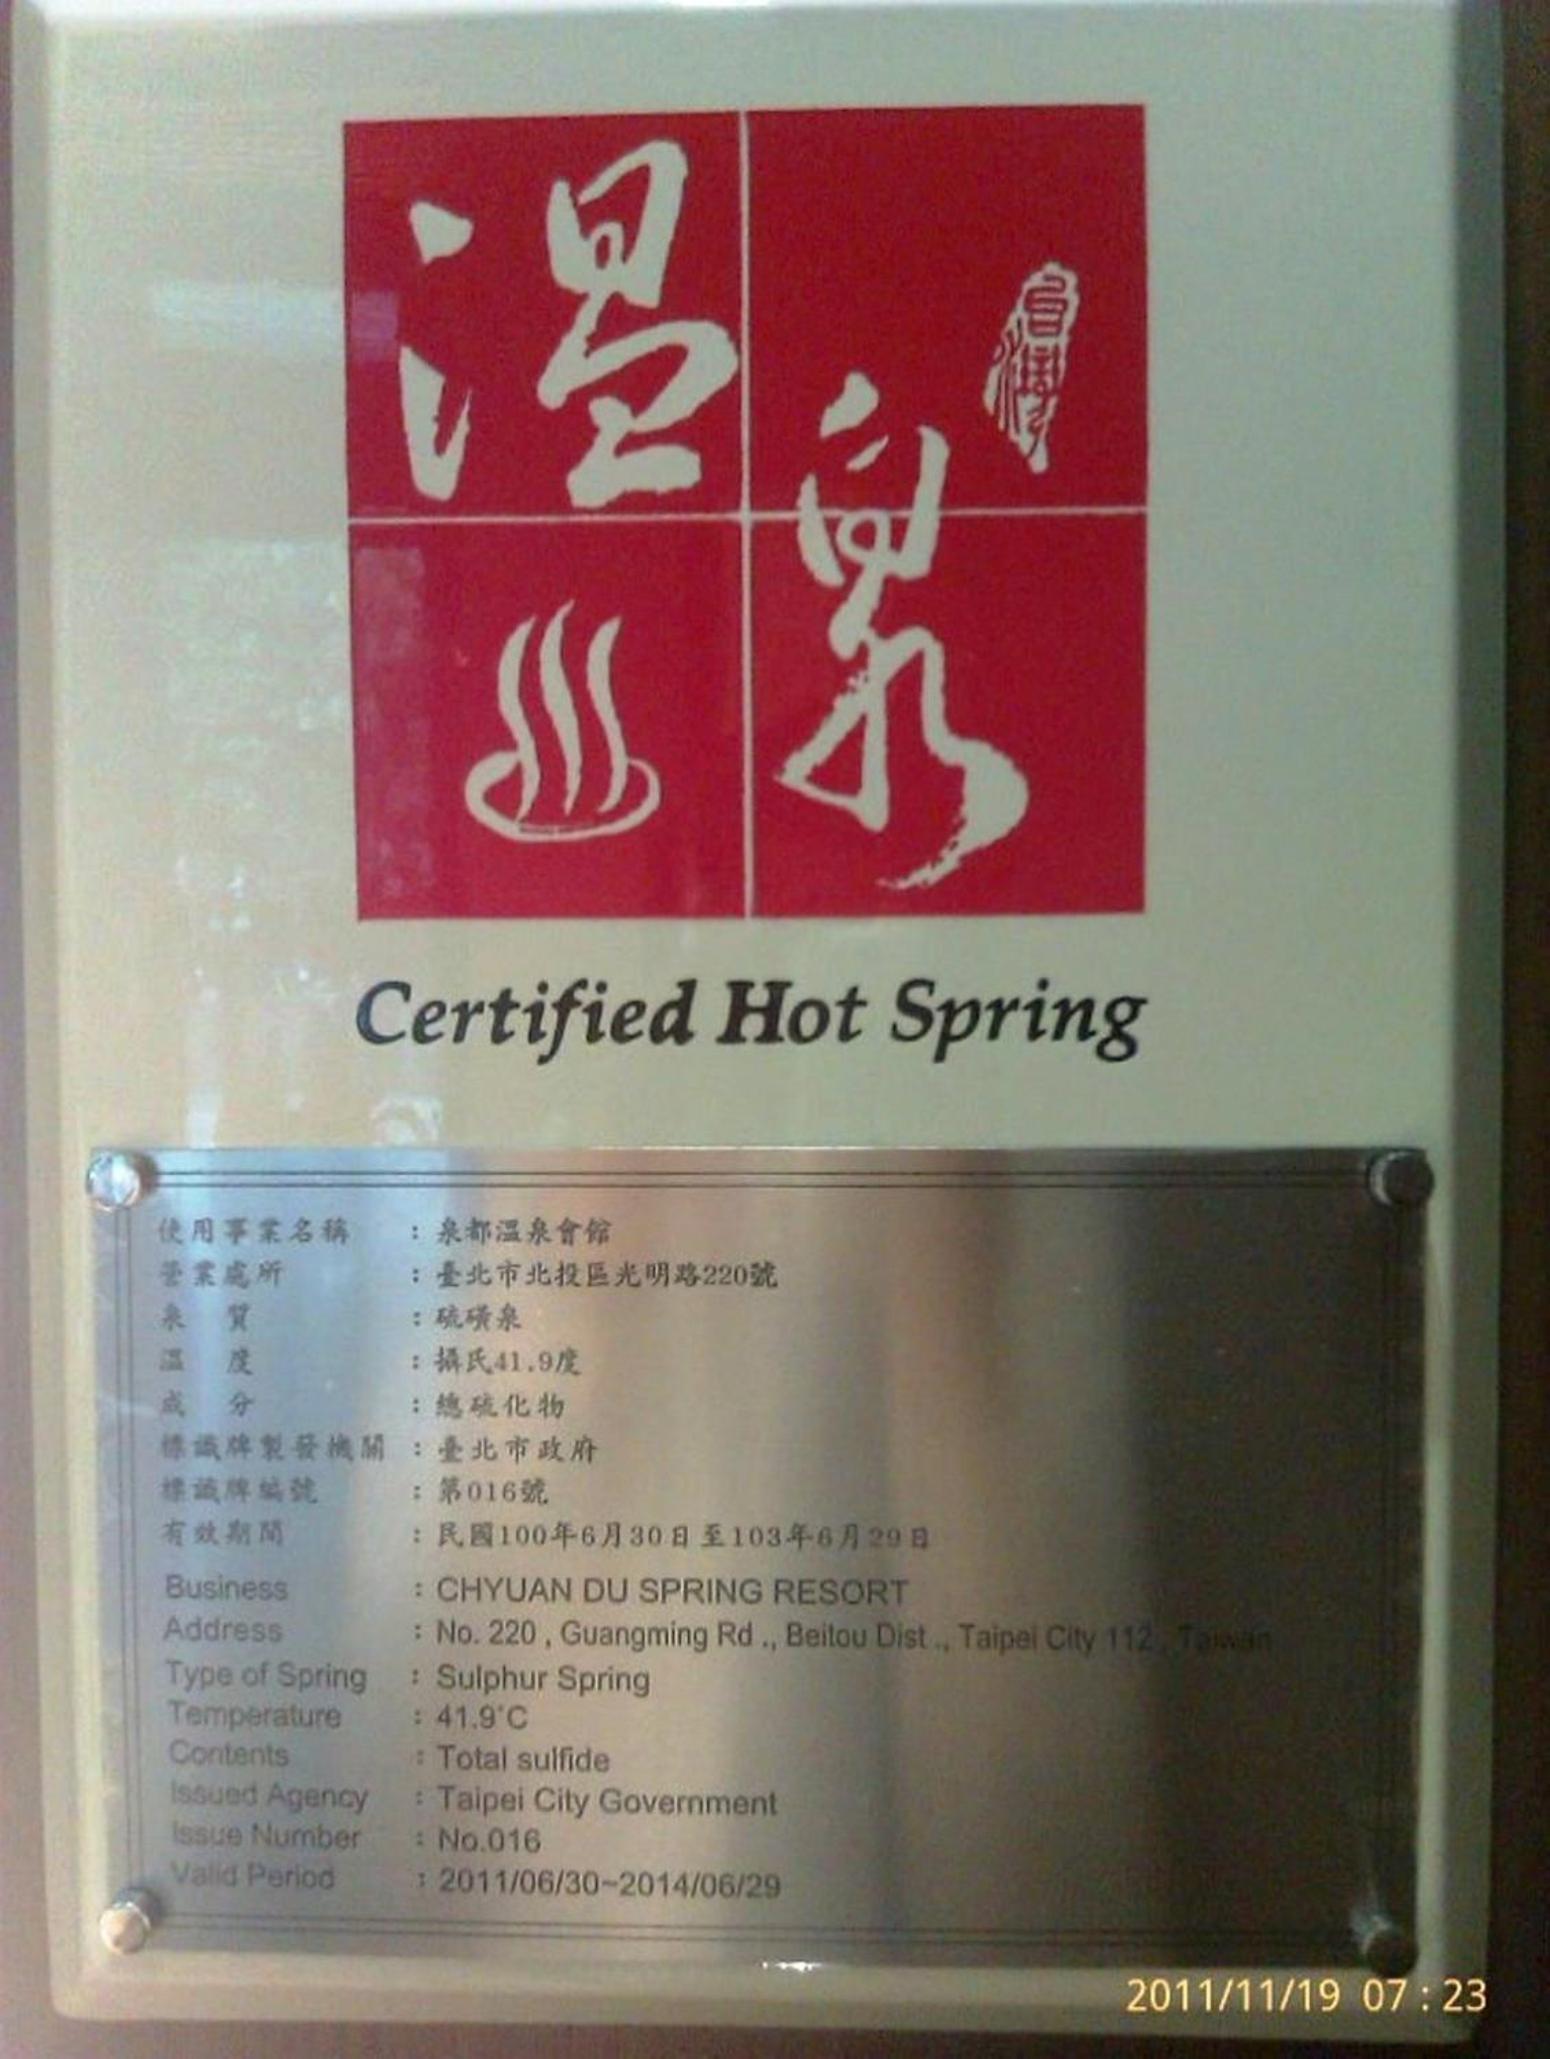 溫泉
台灣
Certified Hot Spring
使用事業名稱 : 泉都溫泉會館
營業處所 : 臺北市北投區光明路220號
泉 質 : 硫磺泉
溫 度 : 攝氏41.9度
成 分 : 總硫化物
標識牌製發機關 : 臺北市政府
標識牌編號 : 第016號
有效期間 : 民國100年6月30日至103年6月29日
Business : CHYUAN DU SPRING RESORT
Address : No. 220 , Guangming Rd ., Beitou Dist ., Taipei City 112 , Taiwan
Type of Spring : Sulphur Spring
Temperature : 41.9°C
Contents : Total sulfide
Issued Agency : Taipei City Government
Issue Number : No.016
Valid Period : 2011/06/30~2014/06/29
2011/11/19 07:23